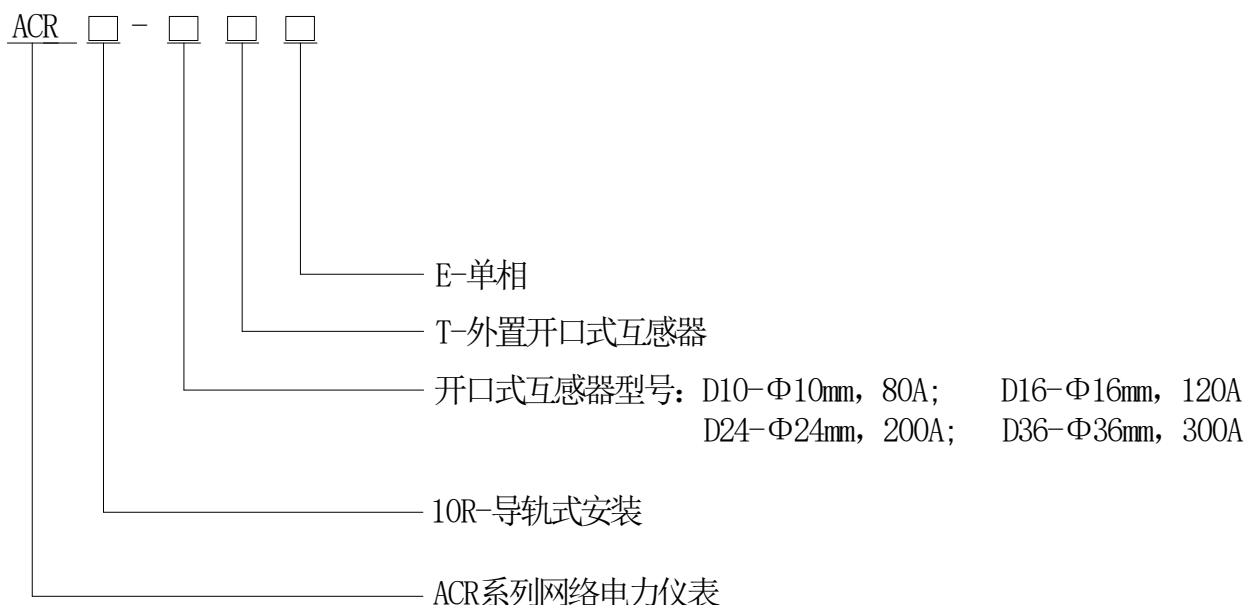 ACR □-□ □ □
E-单相
T-外置开口式互感器
开口式互感器型号：D10-Φ10mm，80A； D16-Φ16mm，120A
D24-Φ24mm，200A； D36-Φ36mm，300A
10R-导轨式安装
ACR系列网络电力仪表